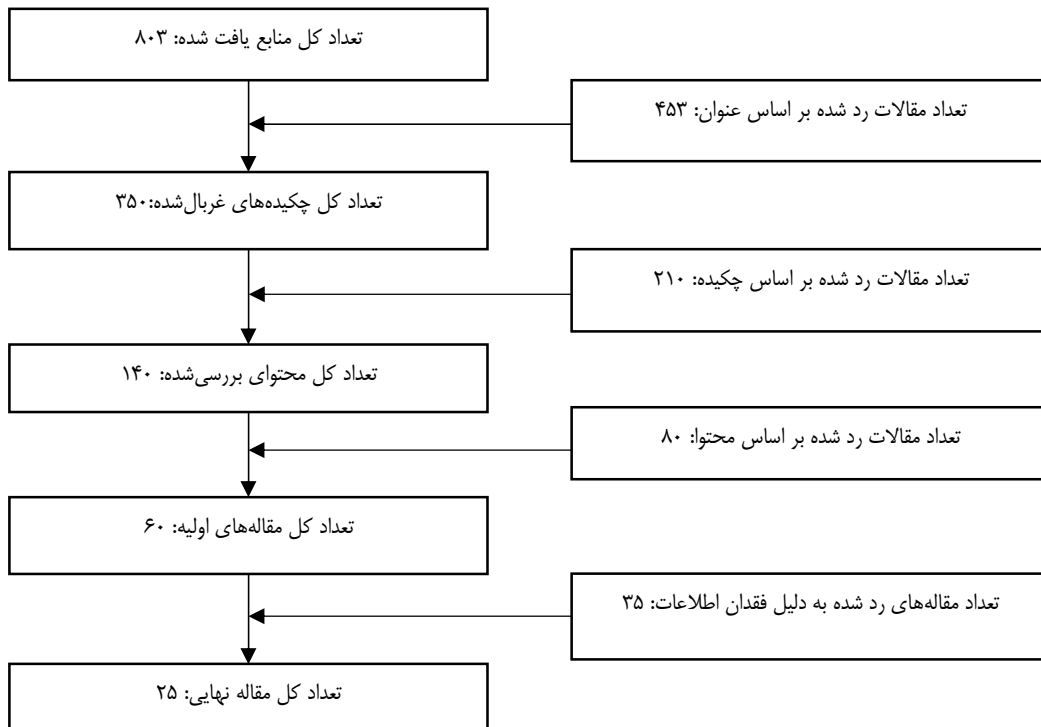 تعداد کل منابع یافت شده: ۸۰۳
تعداد مقالات رد شده بر اساس عنوان: ۴۵۳
تعداد کل چکیده‌های غربال‌شده:۳۵۰
تعداد مقالات رد شده بر اساس چکیده: ۲۱۰
تعداد کل محتوای بررسی‌شده: ۱۴۰
تعداد مقالات رد شده بر اساس محتوا: ۸۰
تعداد کل مقاله‌های اولیه: ۶۰
تعداد مقاله‌های رد شده به دلیل فقدان اطلاعات: ۳۵
تعداد کل مقاله نهایی: ۲۵